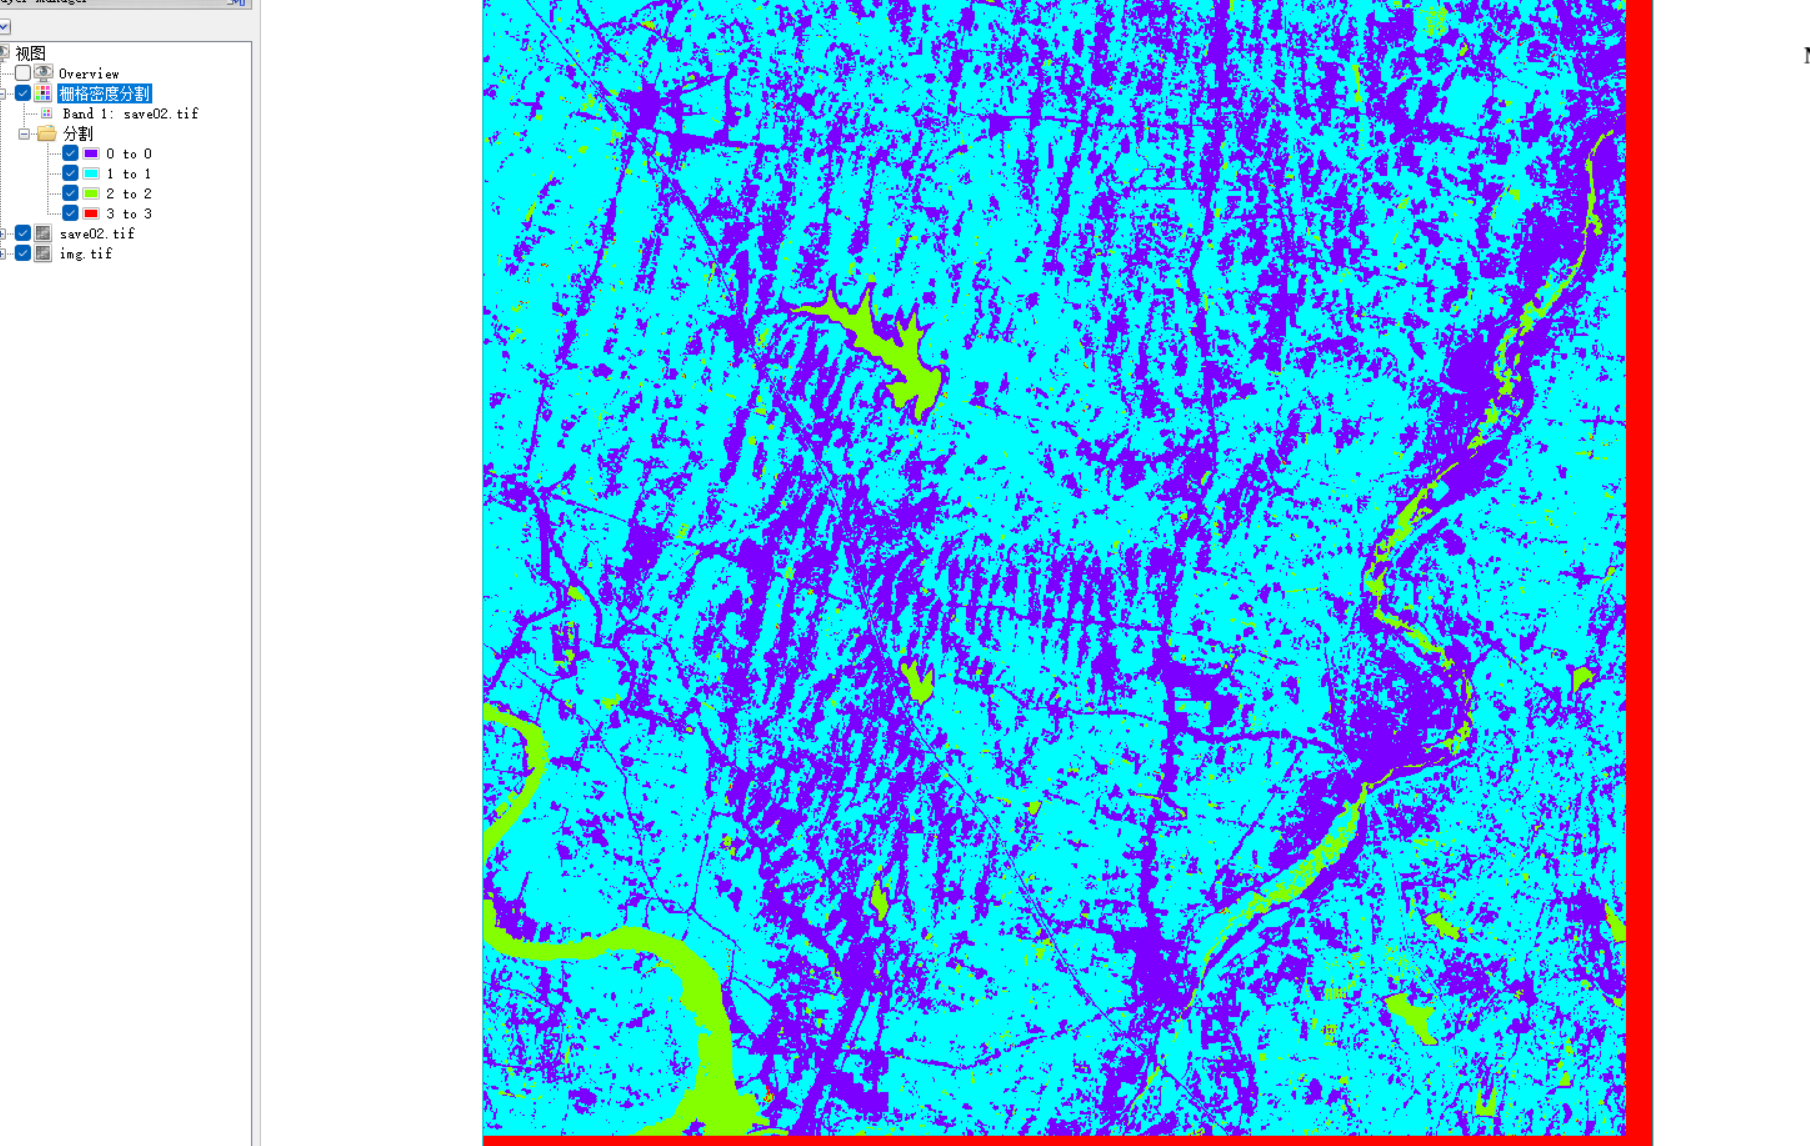 视图
Overview
栅格密度分割
Band 1: save02.tif
分割
0 to 0
1 to 1
2 to 2
3 to 3
save02.tif
img.tif